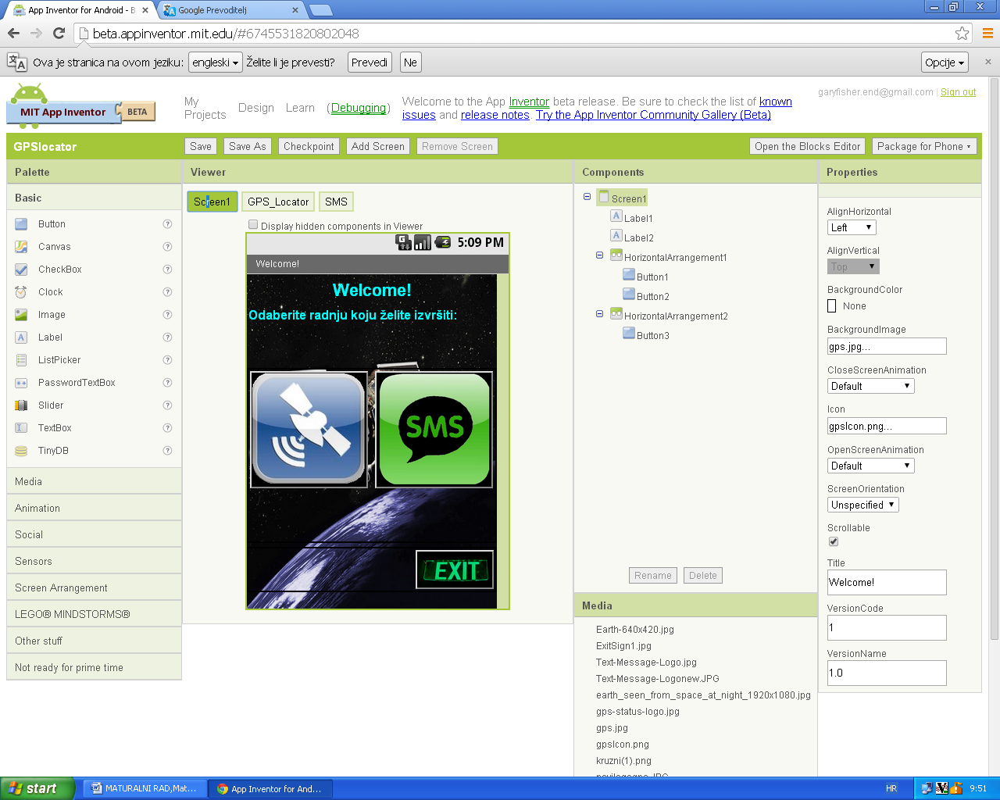 App Inventor for Android - B
Google Prevoditelj
beta.appinventor.mit.edu/#6745531820802048
Ova je stranica na ovom jeziku: engleski Želite li je prevesti? Prevedi Ne Opcije
MIT App Inventor BETA
My Projects Design Learn (Debugging)
Welcome to the App Inventor beta release. Be sure to check the list of known
issues and release notes. Try the App Inventor Community Gallery (Beta)
garyfisher.end@gmail.com | Sign out
GPSlocator Save Save As Checkpoint Add Screen Remove Screen Open the Blocks Editor Package for Phone
Palette
Basic
Button
Canvas
CheckBox
Clock
Image
Label
ListPicker
PasswordTextBox
Slider
TextBox
TinyDB
Media
Animation
Social
Sensors
Screen Arrangement
LEGO® MINDSTORMS®
Other stuff
Not ready for prime time
Viewer
Screen1 GPS_Locator SMS
Display hidden components in Viewer
5:09 PM
Welcome!
Welcome!
Odaberite radnju koju želite izvršiti:
SMS
EXIT
Components
Screen1
Label1
Label2
HorizontalArrangement1
Button1
Button2
HorizontalArrangement2
Button3
Rename Delete
Media
Earth-640x420.jpg
ExitSign1.jpg
Text-Message-Logo.jpg
Text-Message-Logonew.JPG
earth_seen_from_space_at_night_1920x1080.jpg
gps-status-logo.jpg
gps.jpg
gpsIcon.png
kruzni(1).png
Properties
AlignHorizontal
Left
AlignVertical
Top
BackgroundColor
None
BackgroundImage
gps.jpg...
CloseScreenAnimation
Default
Icon
gpsIcon.png...
OpenScreenAnimation
Default
ScreenOrientation
Unspecified
Scrollable
Title
Welcome!
VersionCode
1
VersionName
1.0
start
MATURALNI RAD,Mat...
App Inventor for And...
HR
9:51